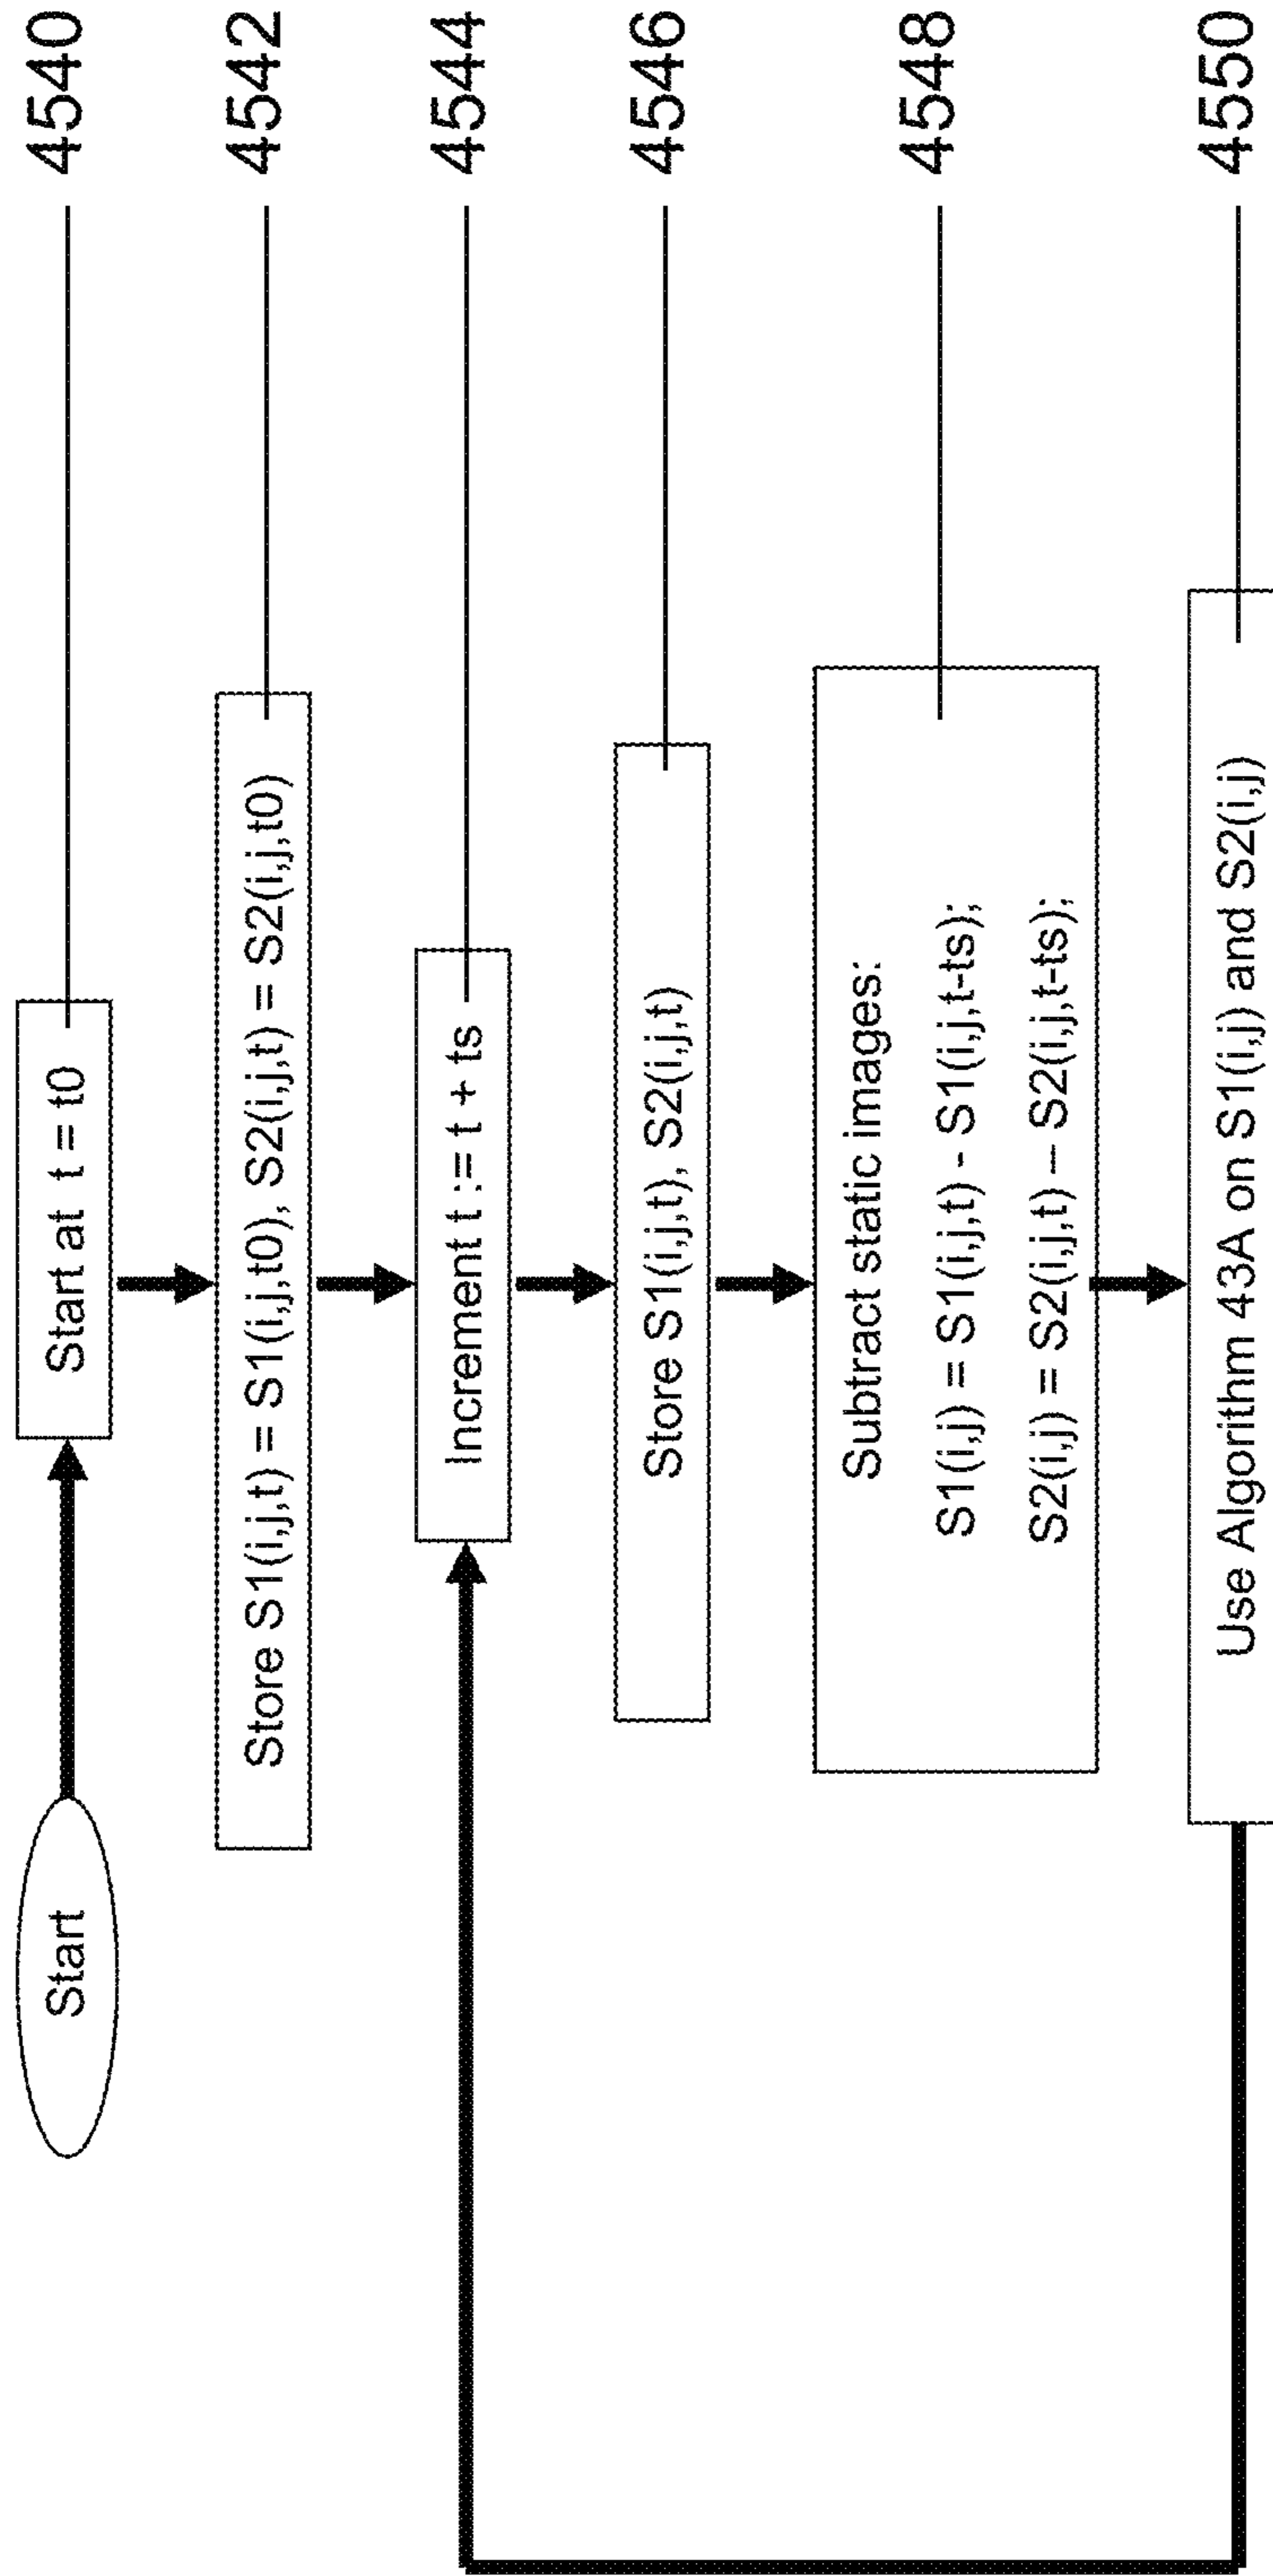 Start
Start at t = t0
4540
Store S1(i,j,t) = S1(i,j,t0), S2(i,j,t) = S2(i,j,t0)
4542
Increment t := t + ts
4544
Store S1(i,j,t), S2(i,j,t)
4546
Subtract static images:
S1(i,j) = S1(i,j,t) - S1(i,j,t-ts);
S2(i,j) = S2(i,j,t) – S2(i,j,t-ts);
4548
Use Algorithm 43A on S1(i,j) and S2(i,j)
4550